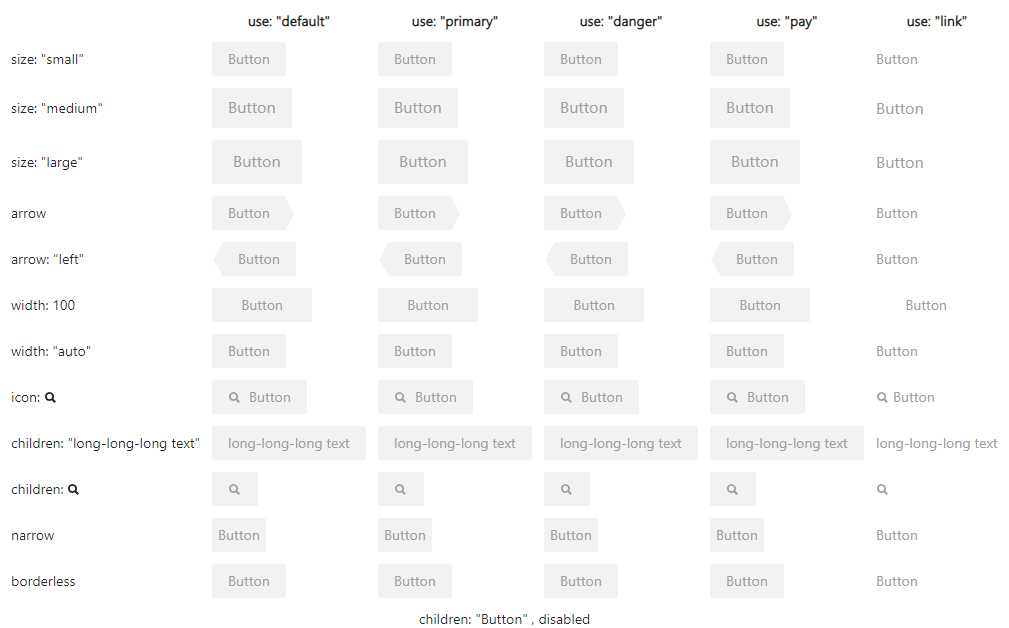 use: "default" use: "primary" use: "danger" use: "pay" use: "link"
size: "small" Button Button Button Button Button
size: "medium" Button Button Button Button Button
size: "large" Button Button Button Button Button
arrow Button Button Button Button Button
arrow: "left" Button Button Button Button Button
width: 100 Button Button Button Button Button
width: "auto" Button Button Button Button Button
icon: Button Button Button Button Button
children: "long-long-long text" long-long-long text long-long-long text long-long-long text long-long-long text long-long-long text
children:
narrow Button Button Button Button Button
borderless Button Button Button Button Button
children: "Button" , disabled